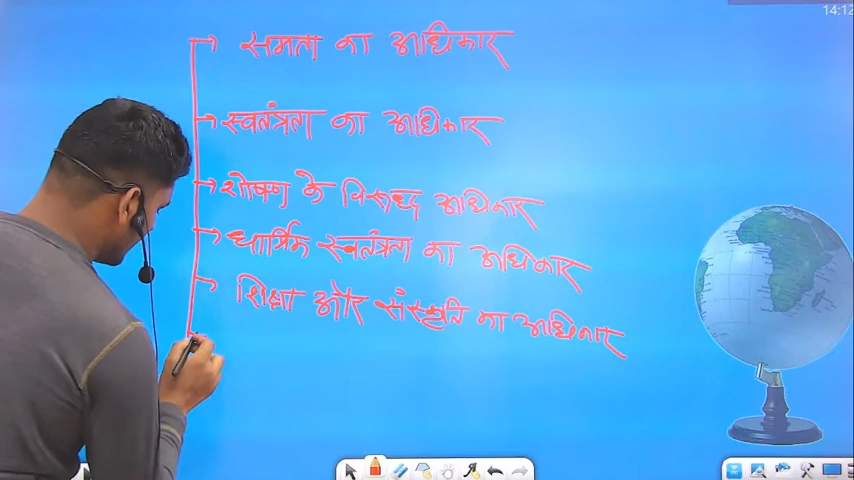 14:12
समता का अधिकार
स्वतंत्रता का अधिकार
शोषण के विरुद्ध अधिकार
धार्मिक स्वतंत्रता का अधिकार
शिक्षा और संस्कृति का अधिकार